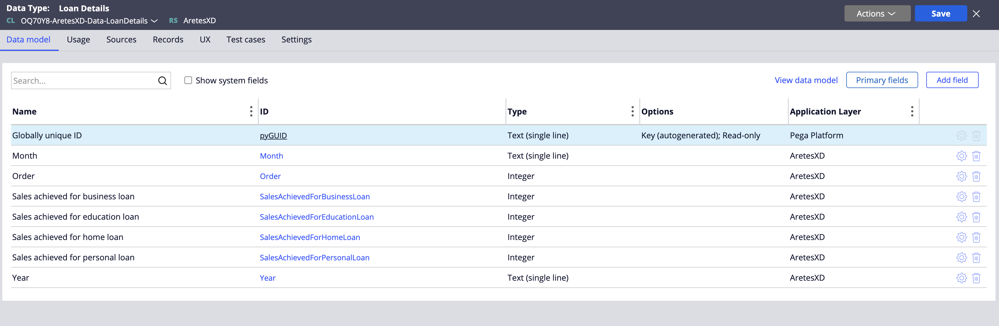 Data Type: Loan Details
CL OQ70Y8-AretesXD-Data-LoanDetails RS AretesXD
Actions Save
Data model Usage Sources Records UX Test cases Settings
Search... Show system fields View data model Primary fields Add field
Name ID Type Options Application Layer
Globally unique ID pyGUID Text (single line) Key (autogenerated); Read-only Pega Platform
Month Month Text (single line) AretesXD
Order Order Integer AretesXD
Sales achieved for business loan SalesAchievedForBusinessLoan Integer AretesXD
Sales achieved for education loan SalesAchievedForEducationLoan Integer AretesXD
Sales achieved for home loan SalesAchievedForHomeLoan Integer AretesXD
Sales achieved for personal loan SalesAchievedForPersonalLoan Integer AretesXD
Year Year Text (single line) AretesXD